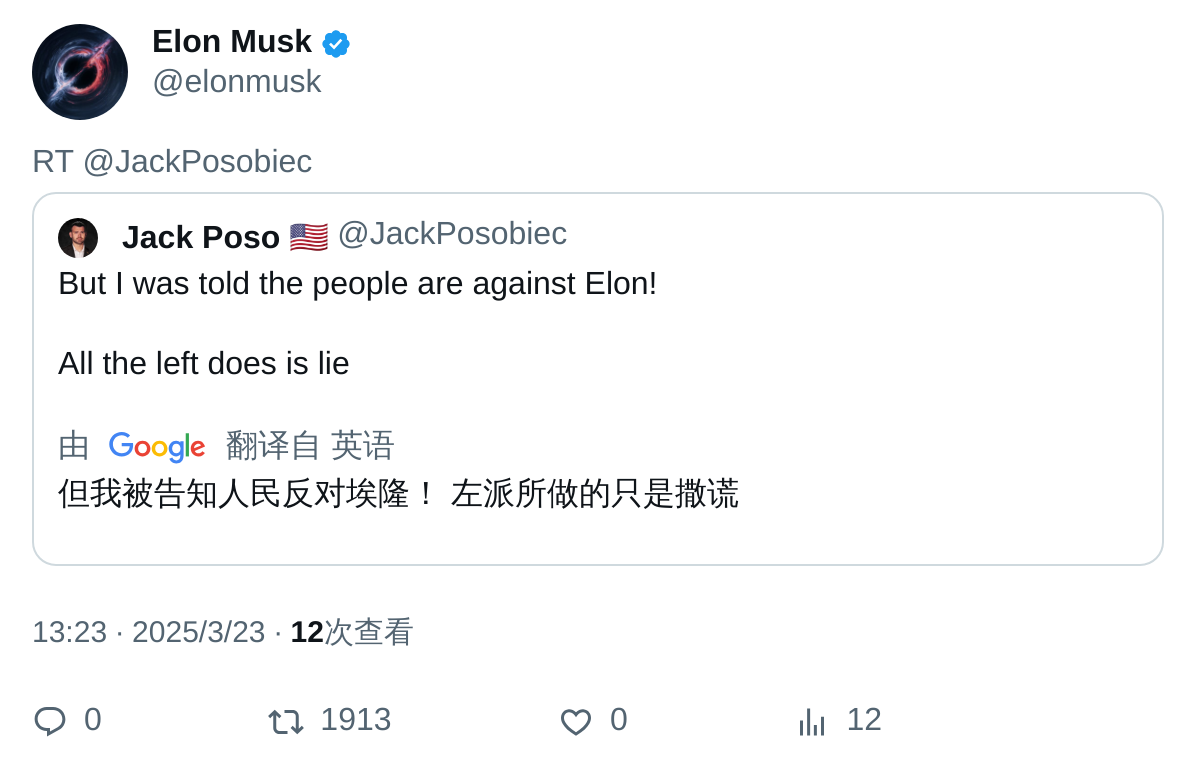 Elon Musk
@elonmusk
RT @JackPosobiec
Jack Poso 🇺🇸 @JackPosobiec
But I was told the people are against Elon!
All the left does is lie
由 Google 翻译自 英语
但我被告知人民反对埃隆！ 左派所做的只是撒谎
13:23 · 2025/3/23 · 12次查看
0 1913 0 12